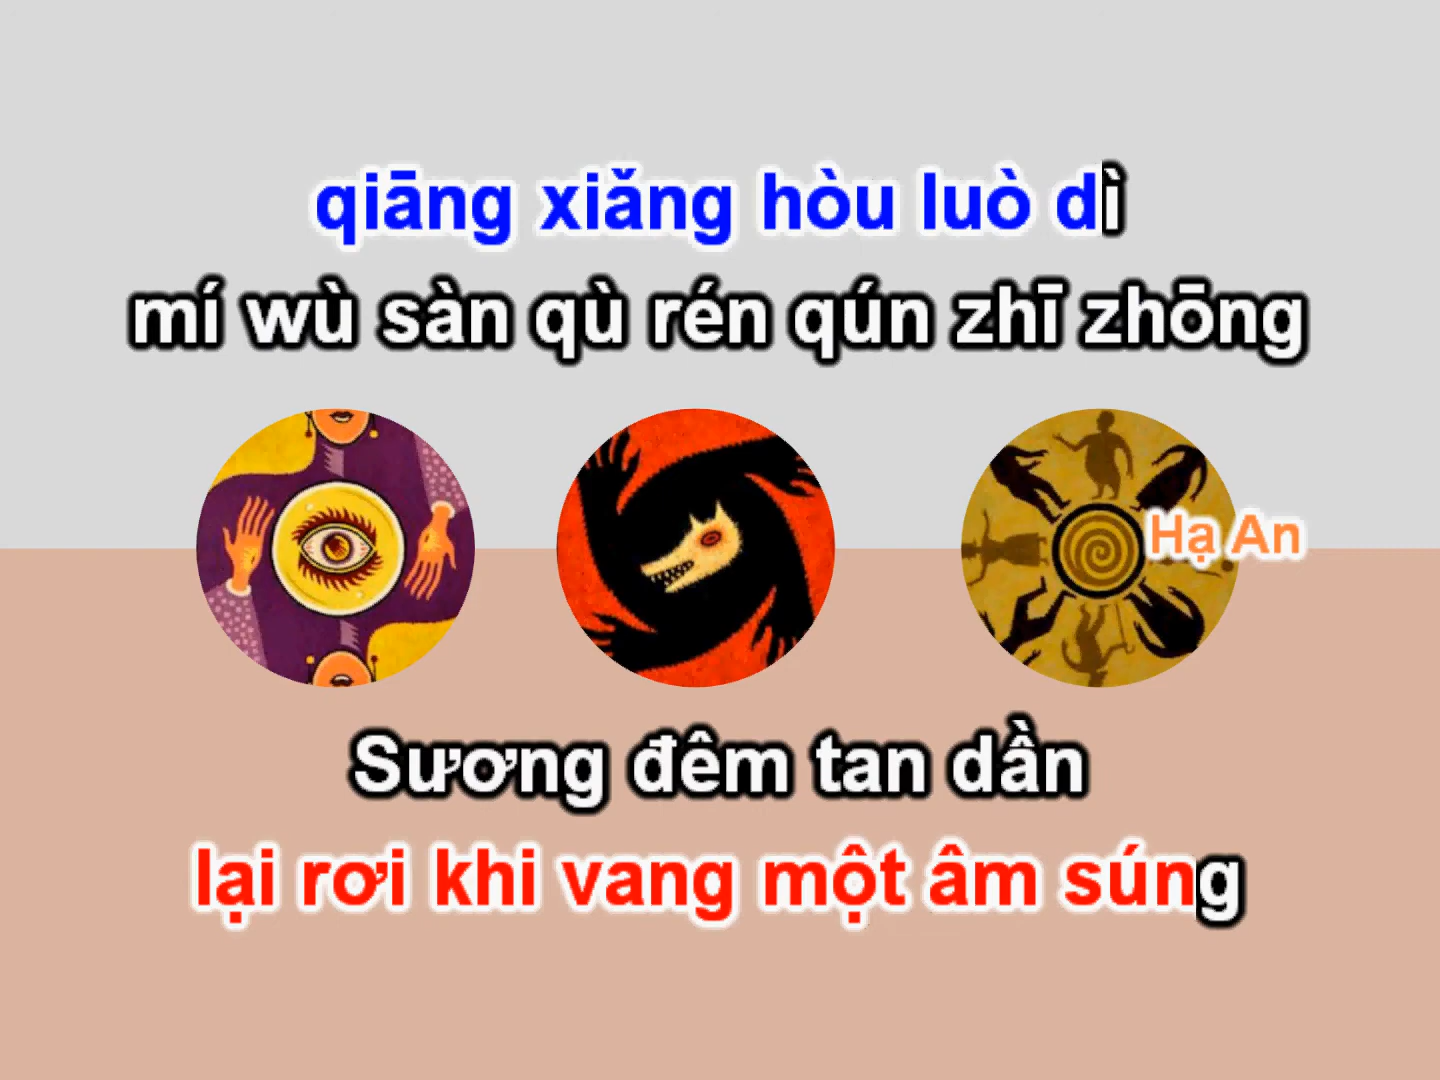 qiāng xiǎng hòu luò dì
mí wù sàn qù rén qún zhī zhōng
Hạ An
Sương đêm tan dần
lại rơi khi vang một âm súng